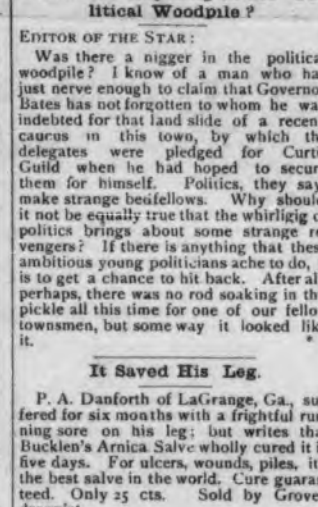 litical Woodpile?
EDITOR OF THE STAR:
Was there a nigger in the politica
woodpile? I know of a man who ha
just nerve enough to claim that Governo
Bates has not forgotten to whom he was
indebted for that land slide of a recen
caucus in this town, by which th
delegates were pledged for Curti
Guild when he had hoped to secur
them for himself. Politics, they say
make strange bedfellows. Why shoul
it not be equally true that the whirligig o
politics brings about some strange re
vengers? If there is anything that thes
ambitious young politicians ache to do,
is to get a chance to hit back. After al
perhaps, there was no rod soaking in th
pickle all this time for one of our fello
townsmen, but some way it looked lik
it. *
It Saved His Leg.
P. A. Danforth of LaGrange, Ga., su
fered for six months with a frightful run
ning sore on his leg; but writes tha
Bucklen's Arnica Salve wholly cured it i
five days. For ulcers, wounds, piles, it
the best salve in the world. Cure guaran
teed. Only 25 cts. Sold by Grove